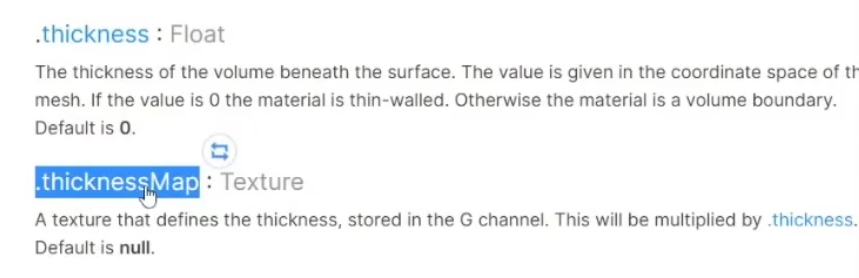 .thickness : Float
The thickness of the volume beneath the surface. The value is given in the coordinate space of th
mesh. If the value is 0 the material is thin-walled. Otherwise the material is a volume boundary.
Default is 0.
.thicknessMap : Texture
A texture that defines the thickness, stored in the G channel. This will be multiplied by .thickness.
Default is null.